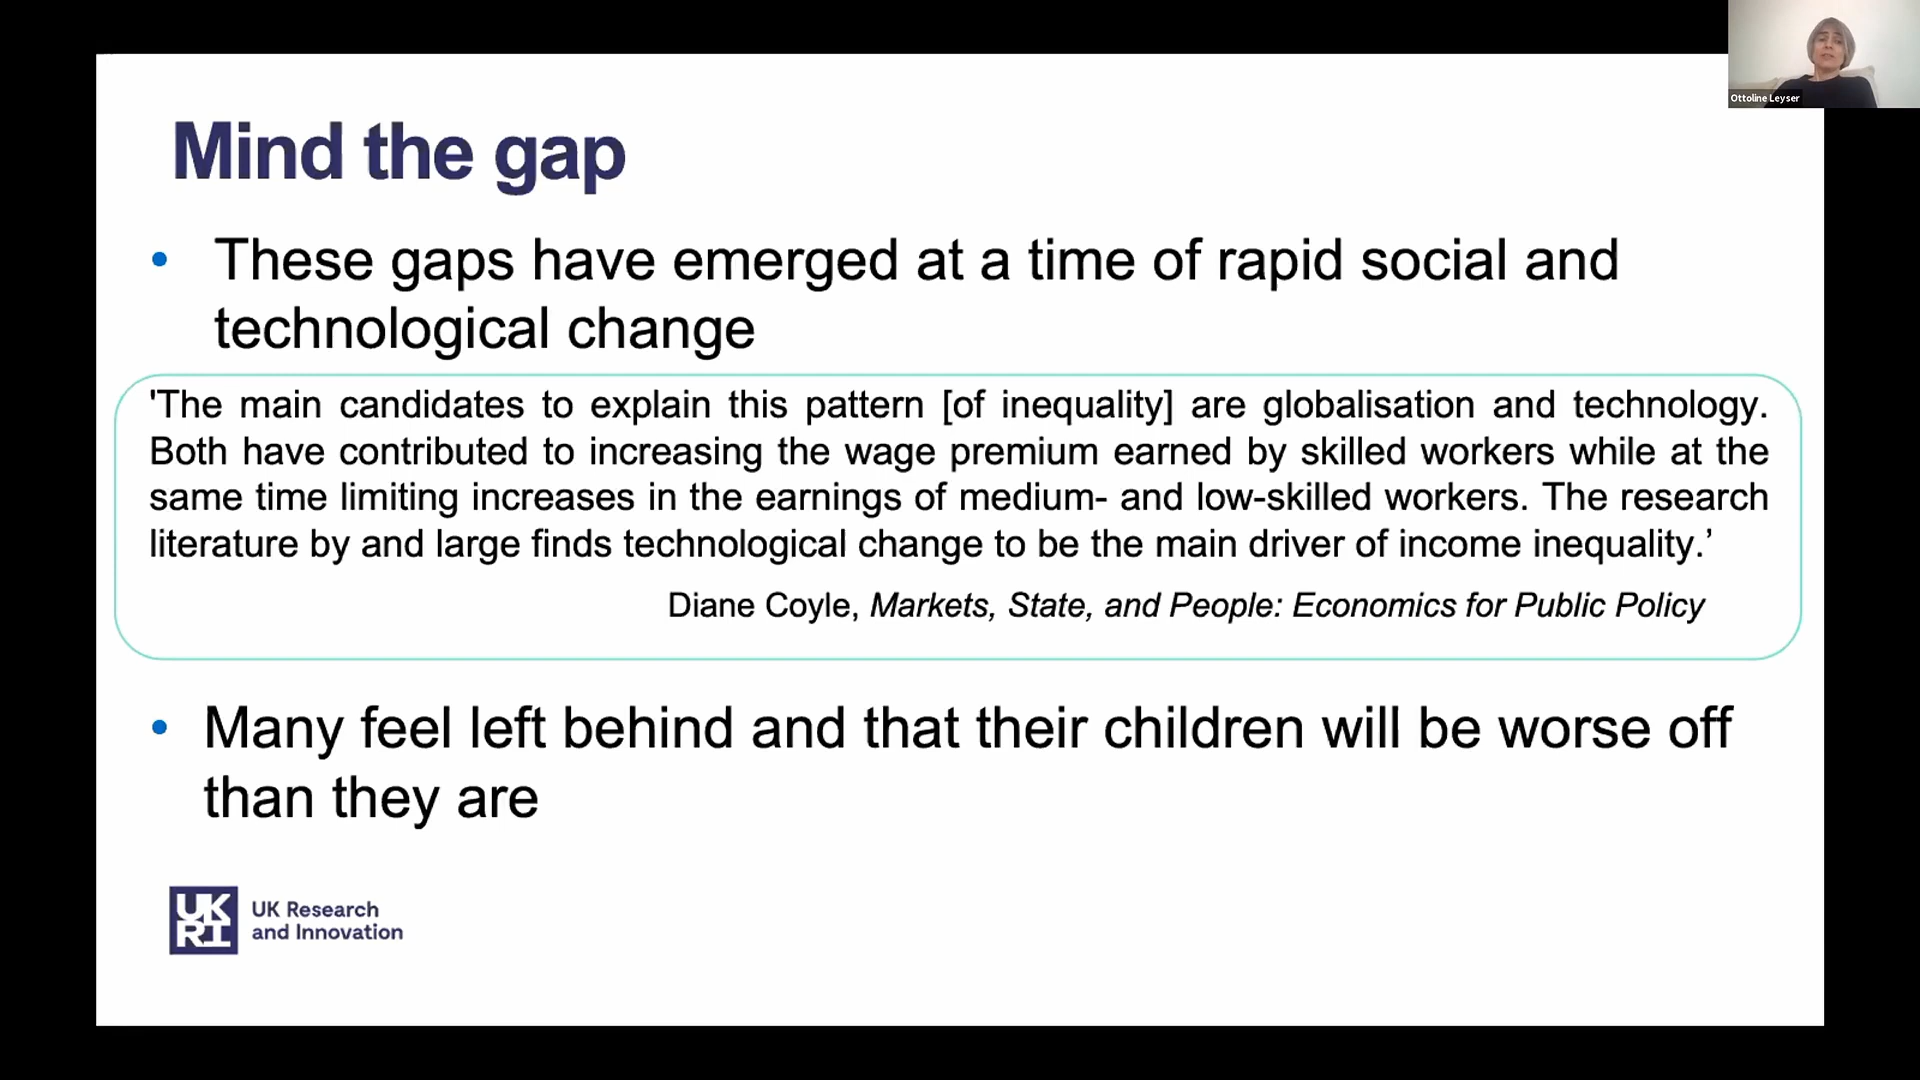 Ottoline Leyser
Mind the gap
• These gaps have emerged at a time of rapid social and
technological change
'The main candidates to explain this pattern [of inequality] are globalisation and technology.
Both have contributed to increasing the wage premium earned by skilled workers while at the
same time limiting increases in the earnings of medium- and low-skilled workers. The research
literature by and large finds technological change to be the main driver of income inequality.’
Diane Coyle, Markets, State, and People: Economics for Public Policy
• Many feel left behind and that their children will be worse off
than they are
UK
RI
UK Research
and Innovation